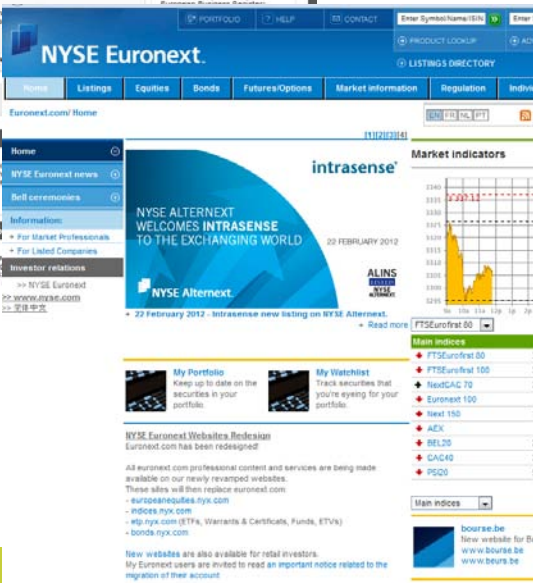 PORTFOLIO
HELP
CONTACT
Enter Symbol/Name/ISIN
Enter
PRODUCT LOOKUP
LISTINGS DIRECTORY
NYSE Euronext.
Home
Listings
Equities
Bonds
Futures/Options
Market information
Regulation
Euronext.com/ Home
EN FR NL PT
[1][2][3][4]
Home
NYSE Euronext news
Bell ceremonies
Information:
For Market Professionals
For Listed Companies
Investor relations
>> NYSE Euronext
>> www.nyse.com
intrasense
NYSE ALTERNEXT
WELCOMES INTRASENSE
TO THE EXCHANGING WORLD
22 FEBRUARY 2012
ALINS
LISTED
NYSE
ALTERNEXT.
NYSE Alternext.
22 February 2012 - Intrasense new listing on NYSE Alternext.
Read more
Market indicators
FTSEurofirst 80
Main indices
FTSEurofirst 80
FTSEurofirst 100
NextCAC 70
Euronext 100
Next 150
AEX
BEL20
CAC40
PSI20
Main indices
bourse.be
New website for
www.bourse.be
www.beurs.be
My Portfolio
Keep up to date on the
securities in your
portfolio.
My Watchlist
Track securities that
you're eyeing for your
portfolio.
NYSE Euronext Websites Redesign
Euronext.com has been redesigned!
All euronext.com professional content and services are being made
available on our newly revamped websites.
These sites will then replace euronext.com
- europeanequities.nyx.com
- indices.nyx.com
- etp.nyx.com (ETFs, Warrants & Certificats, Funds, ETVs)
- bonds.nyx.com
New websites are also available for retail investors.
My Euronext users are invited to read an important notice related to the
migration of their account